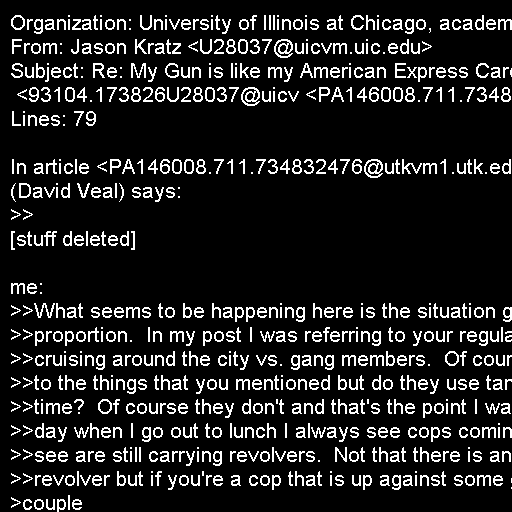 Organization: University of Illinois at Chicago, academ
From: Jason Kratz <U28037@uicvm.uic.edu>
Subject: Re: My Gun is like my American Express Car
 <93104.173826U28037@uicv <PA146008.711.7348
Lines: 79

In article <PA146008.711.734832476@utkvm1.utk.ed
(David Veal) says:
>>
[stuff deleted]

me:
>>What seems to be happening here is the situation g
>>proportion.  In my post I was referring to your regula
>>cruising around the city vs. gang members.  Of cour
>>to the things that you mentioned but do they use tan
>>time?  Of course they don't and that's the point I wa
>>day when I go out to lunch I always see cops comin
>>see are still carrying revolvers.  Not that there is an
>>revolver but if you're a cop that is up against some g
>couple